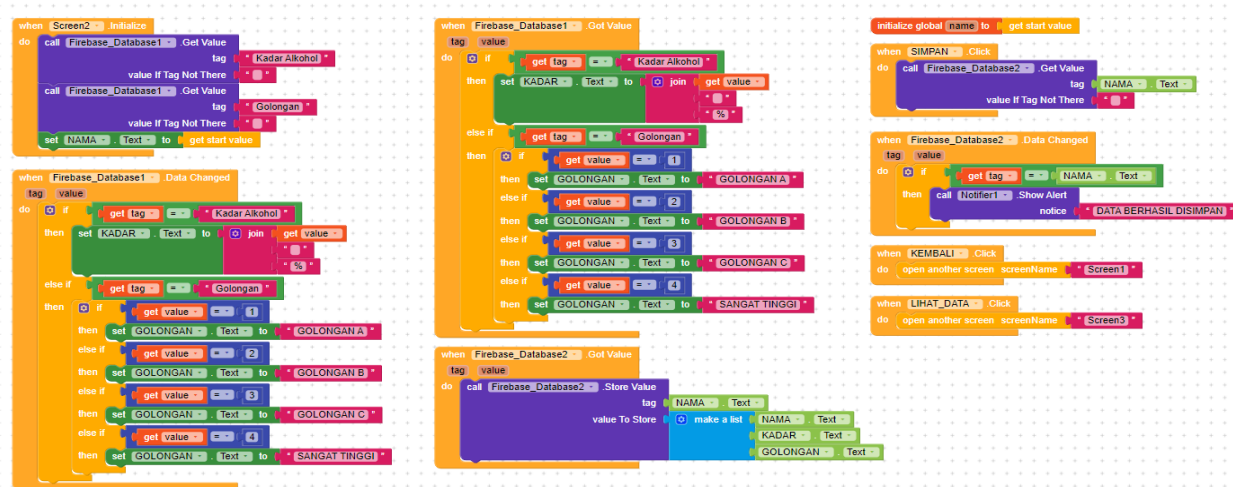 when Screen2 .Initialize
do call Firebase_Database1 .Get Value
tag " Kadar Alkohol "
value If Tag Not There " "
call Firebase_Database1 .Get Value
tag " Golongan "
value If Tag Not There " "
set NAMA . Text to get start value
when Firebase_Database1 .Data Changed
tag value
do if get tag = " Kadar Alkohol "
then set KADAR . Text to join get value
" "
" % "
else if get tag = " Golongan "
then if get value = 1
then set GOLONGAN . Text to " GOLONGAN A "
else if get value = 2
then set GOLONGAN . Text to " GOLONGAN B "
else if get value = 3
then set GOLONGAN . Text to " GOLONGAN C "
else if get value = 4
then set GOLONGAN . Text to " SANGAT TINGGI "
when Firebase_Database1 .Got Value
tag value
do if get tag = " Kadar Alkohol "
then set KADAR . Text to join get value
" "
" % "
else if get tag = " Golongan "
then if get value = 1
then set GOLONGAN . Text to " GOLONGAN A "
else if get value = 2
then set GOLONGAN . Text to " GOLONGAN B "
else if get value = 3
then set GOLONGAN . Text to " GOLONGAN C "
else if get value = 4
then set GOLONGAN . Text to " SANGAT TINGGI "
when Firebase_Database2 .Got Value
tag value
do call Firebase_Database2 .Store Value
tag NAMA . Text
value To Store make a list NAMA . Text
KADAR . Text
GOLONGAN . Text
initialize global name to get start value
when SIMPAN .Click
do call Firebase_Database2 .Get Value
tag NAMA . Text
value If Tag Not There " "
when Firebase_Database2 .Data Changed
tag value
do if get tag = NAMA . Text
then call Notifier1 .Show Alert
notice " DATA BERHASIL DISIMPAN "
when KEMBALI .Click
do open another screen screenName " Screen1 "
when LIHAT_DATA .Click
do open another screen screenName " Screen3 "